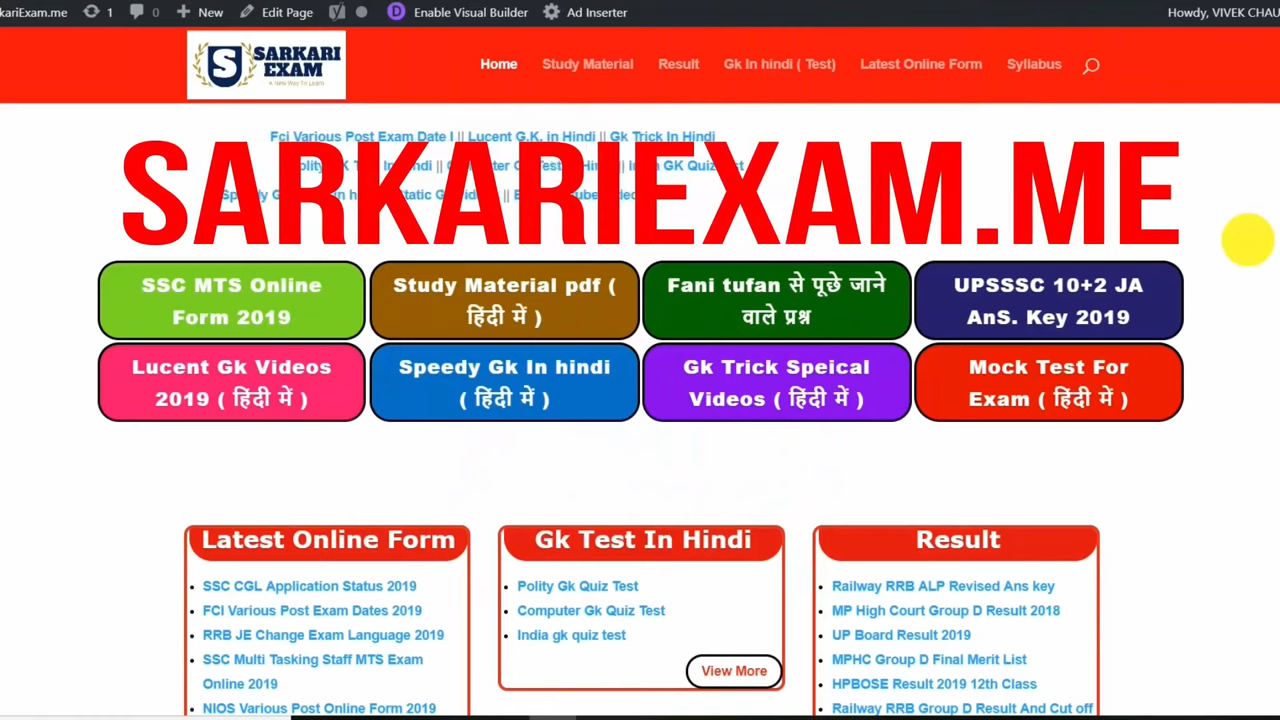 kariExam.me 1 0 New Edit Page Enable Visual Builder Ad Inserter Howdy, VIVEK CHAU
SARKARI
EXAM
A New Way To Learn
Home Study Material Result Gk In hindi ( Test) Latest Online Form Syllabus
Fci Various Post Exam Date l || Lucent G.K. in Hindi || Gk Trick In Hindi
SARKARIEXAM.ME
SSC MTS Online
Form 2019
Study Material pdf (
हिंदी में )
Fani tufan से पूछे जाने
वाले प्रश्न
UPSSSC 10+2 JA
AnS. Key 2019
Lucent Gk Videos
2019 ( हिंदी में )
Speedy Gk In hindi
( हिंदी में )
Gk Trick Speical
Videos ( हिंदी में )
Mock Test For
Exam ( हिंदी में )
Latest Online Form
SSC CGL Application Status 2019
FCI Various Post Exam Dates 2019
RRB JE Change Exam Language 2019
SSC Multi Tasking Staff MTS Exam
Online 2019
NIOS Various Post Online Form 2019
Gk Test In Hindi
Polity Gk Quiz Test
Computer Gk Quiz Test
India gk quiz test
View More
Result
Railway RRB ALP Revised Ans key
MP High Court Group D Result 2018
UP Board Result 2019
MPHC Group D Final Merit List
HPBOSE Result 2019 12th Class
Railway RRB Group D Result And Cut off